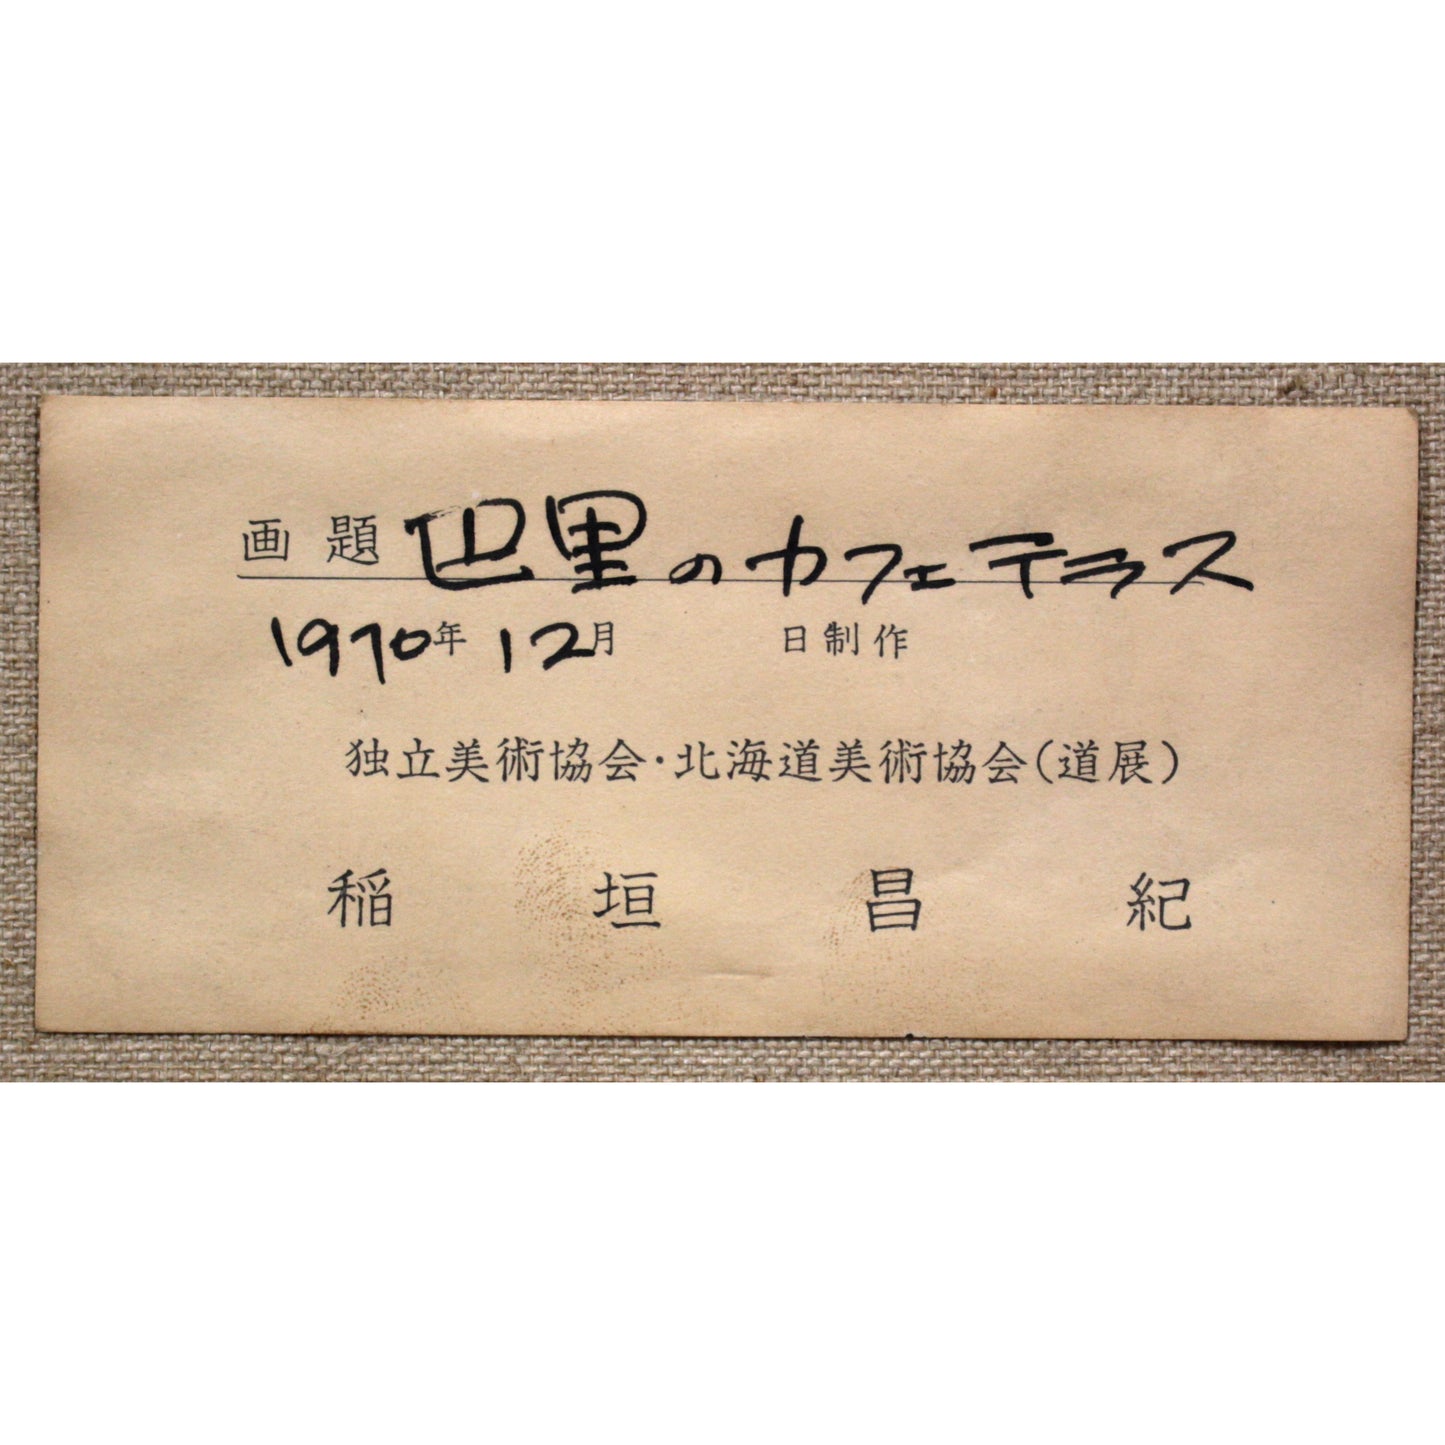 画題 巴里のカフェテラス
1970年 12月 日制作
独立美術協会・北海道美術協会(道展)
稲垣昌紀